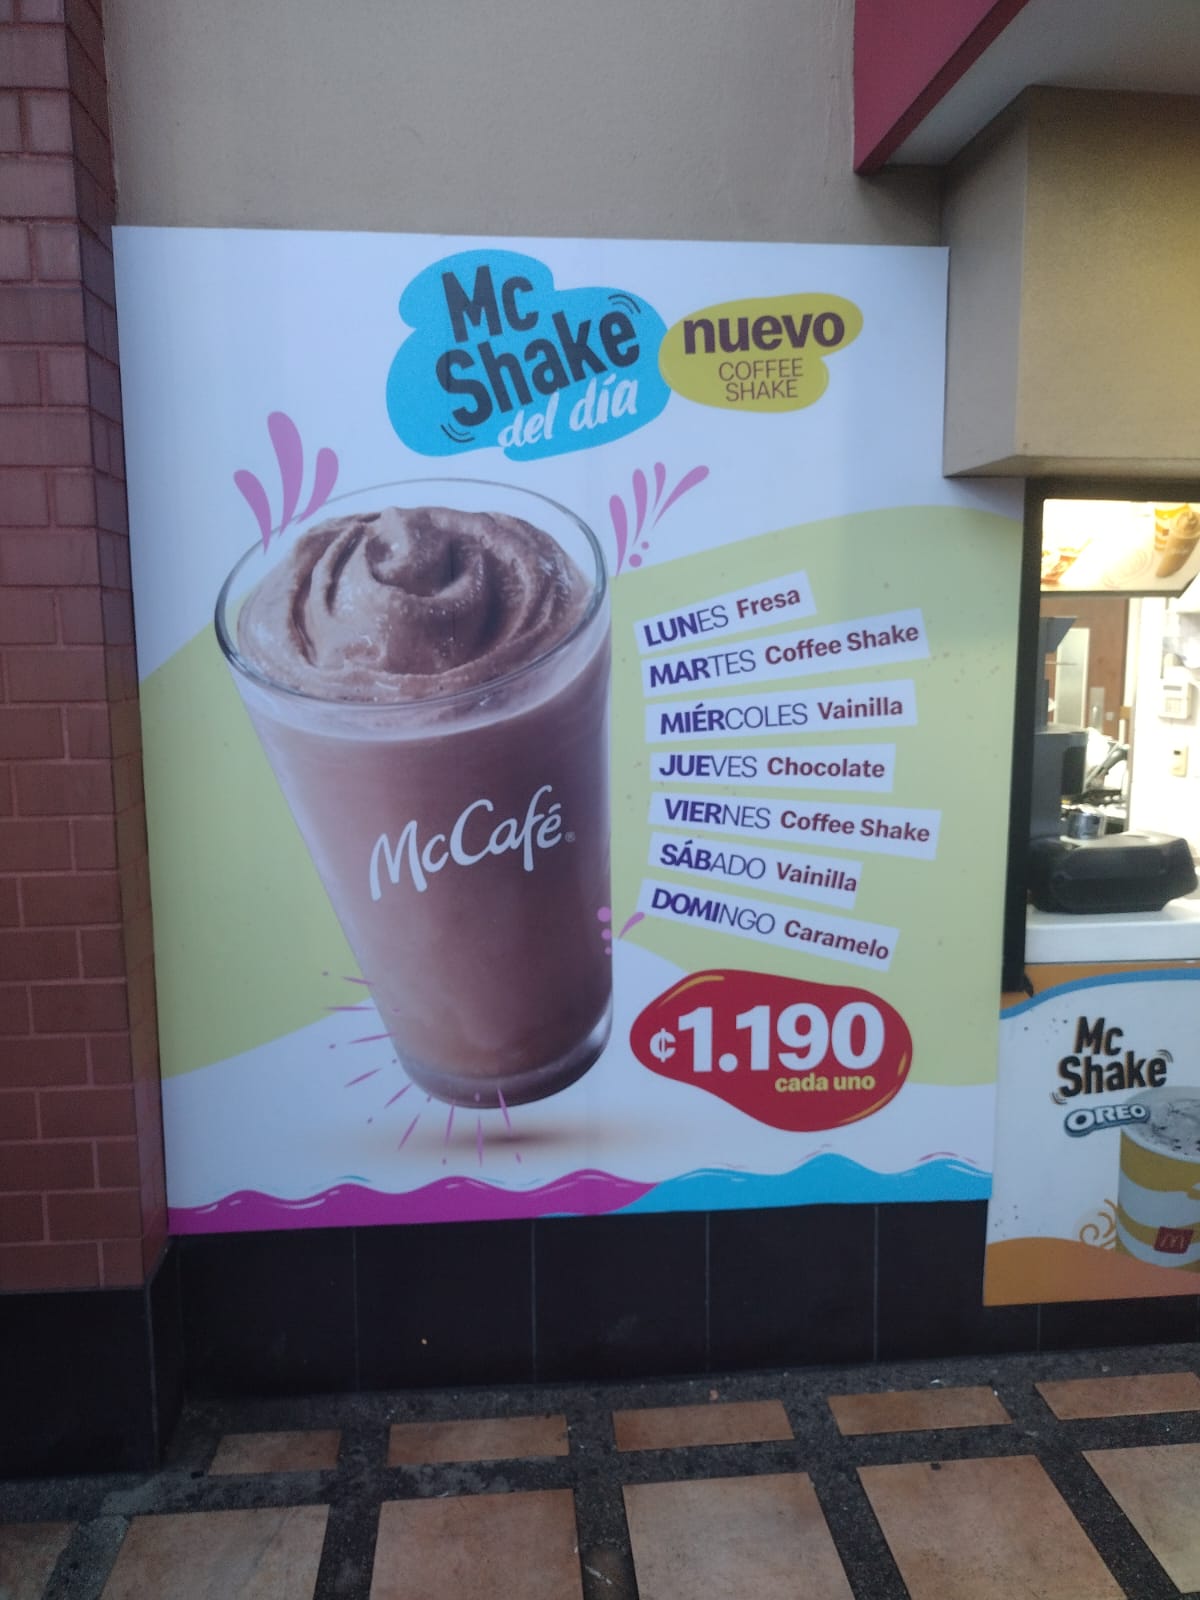 Mc
Shake
del día
nuevo
COFFEE
SHAKE
LUNES Fresa
MARTES Coffee Shake
MIÉRCOLES Vainilla
JUEVES Chocolate
VIERNES Coffee Shake
SÁBADO Vainilla
DOMINGO Caramelo
McCafé®
₡1.190
cada uno
Mc
Shake
OREO